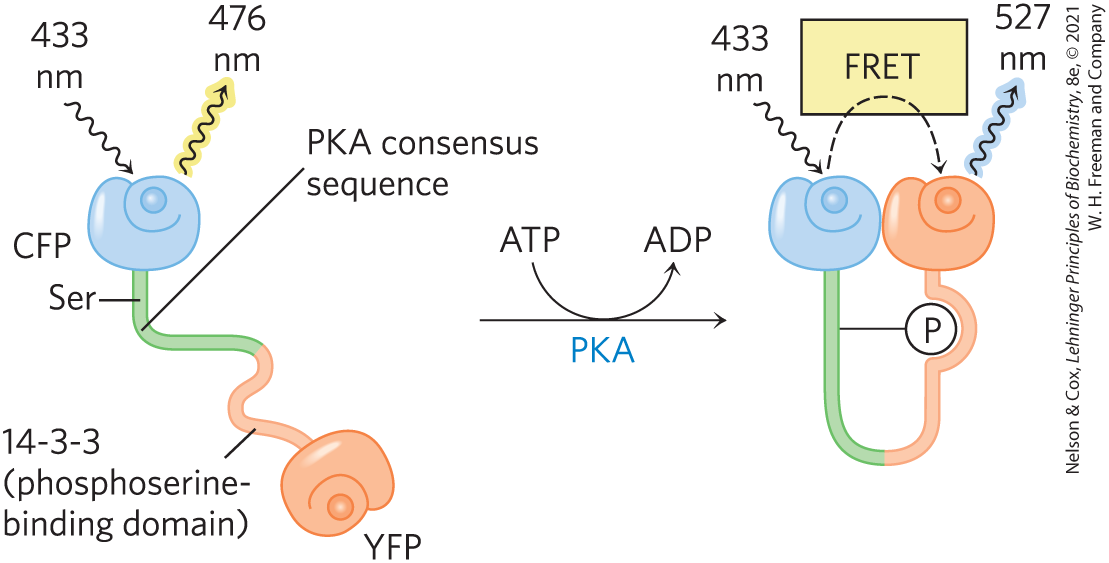 433
nm
476
nm
PKA consensus
sequence
CFP
Ser
14-3-3
(phosphoserine-
binding domain)
YFP
ATP
ADP
PKA
433
nm
FRET
527
nm
P
Nelson & Cox, Lehninger Principles of Biochemistry, 8e, © 2021
W. H. Freeman and Company